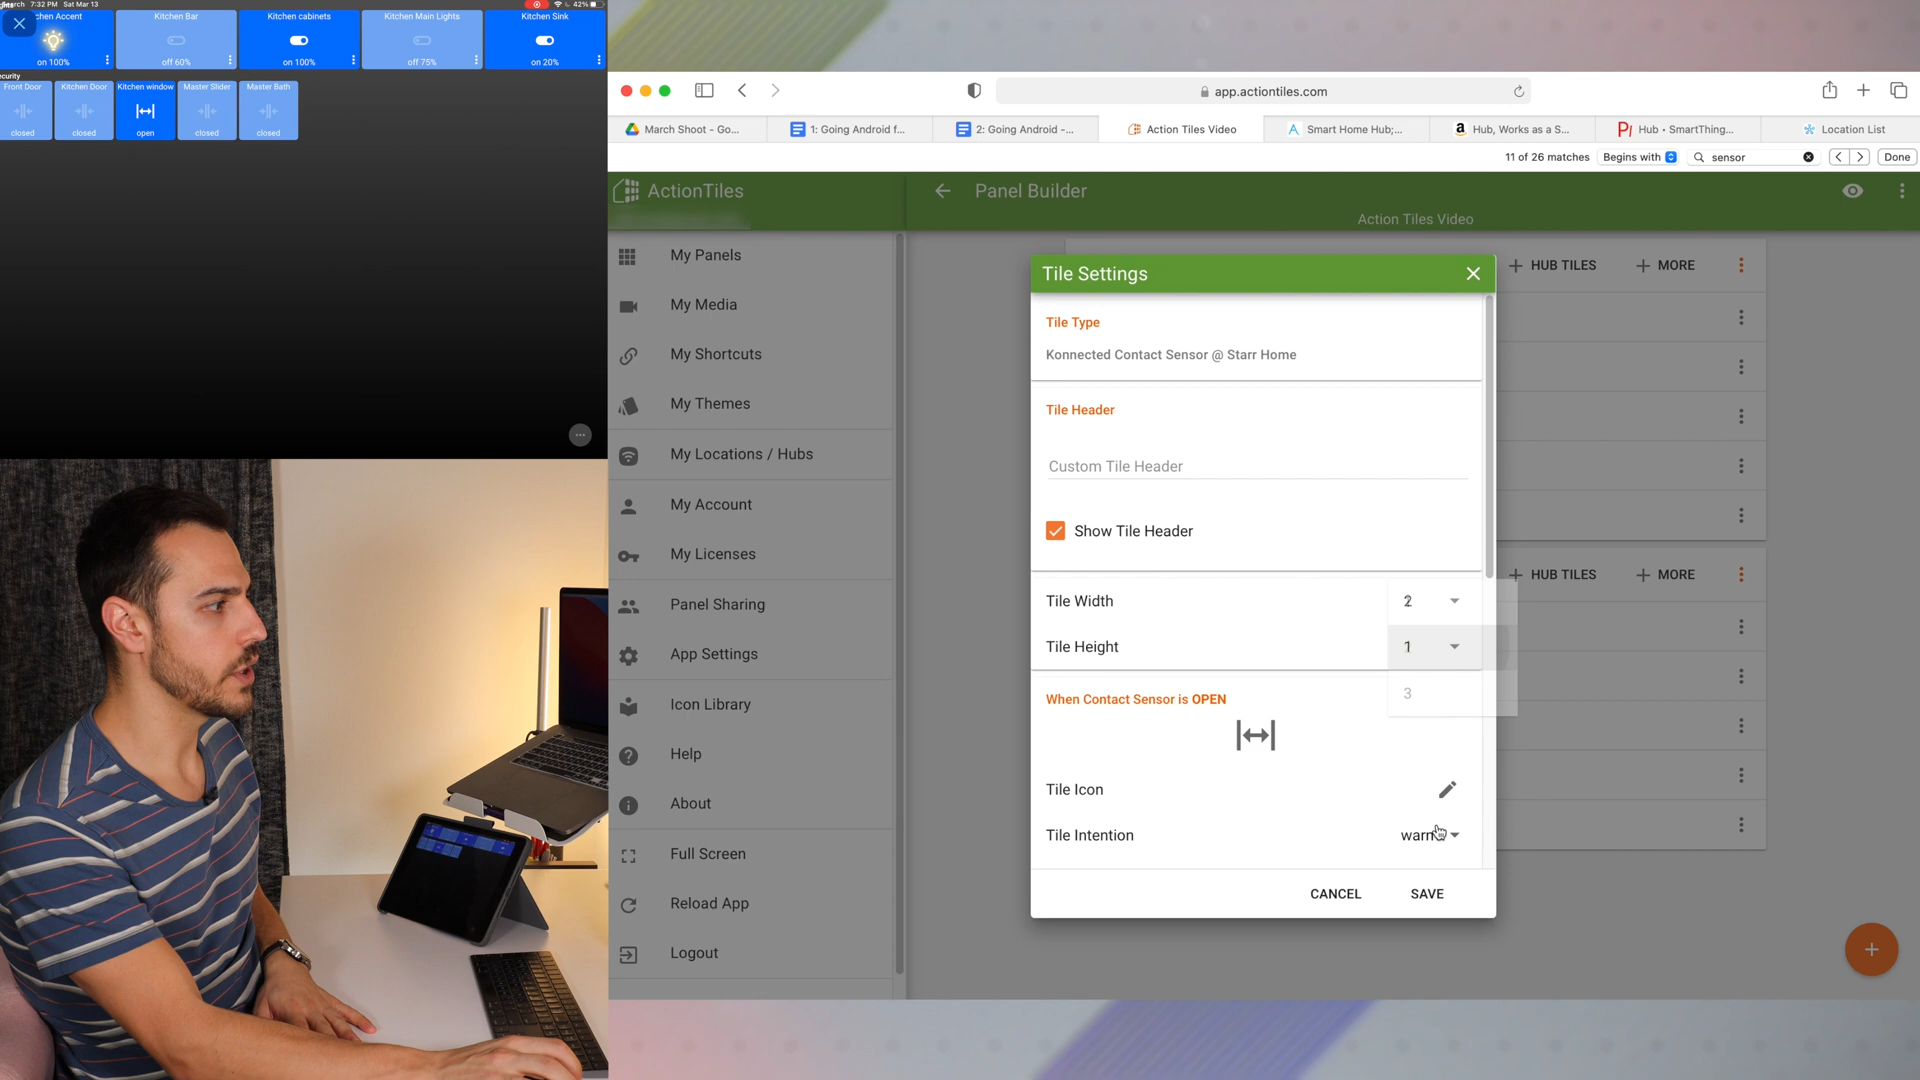 7:32 PM Sat Mar 13
42%
Kitchen Bar
Kitchen cabinets
Kitchen Main Lights
Kitchen Sink
on 100%
off 60%
on 100%
off 75%
on 20%
Front Door
Kitchen Door
Kitchen window
Master Slider
Master Bath
closed
closed
open
closed
closed
app.actiontiles.com
March Shoot - Go...
1: Going Android f...
2: Going Android -...
Action Tiles Video
Smart Home Hub;...
Hub, Works as a S...
Hub • SmartThing...
Location List
11 of 26 matches
Begins with
sensor
Done
ActionTiles
Panel Builder
Action Tiles Video
My Panels
My Media
My Shortcuts
My Themes
My Locations / Hubs
My Account
My Licenses
Panel Sharing
App Settings
Icon Library
Help
About
Full Screen
Reload App
Logout
+ HUB TILES
+ MORE
+ HUB TILES
+ MORE
Tile Settings
Tile Type
Konnected Contact Sensor @ Starr Home
Tile Header
Custom Tile Header
Show Tile Header
Tile Width
2
Tile Height
1
3
When Contact Sensor is OPEN
Tile Icon
Tile Intention
CANCEL
SAVE